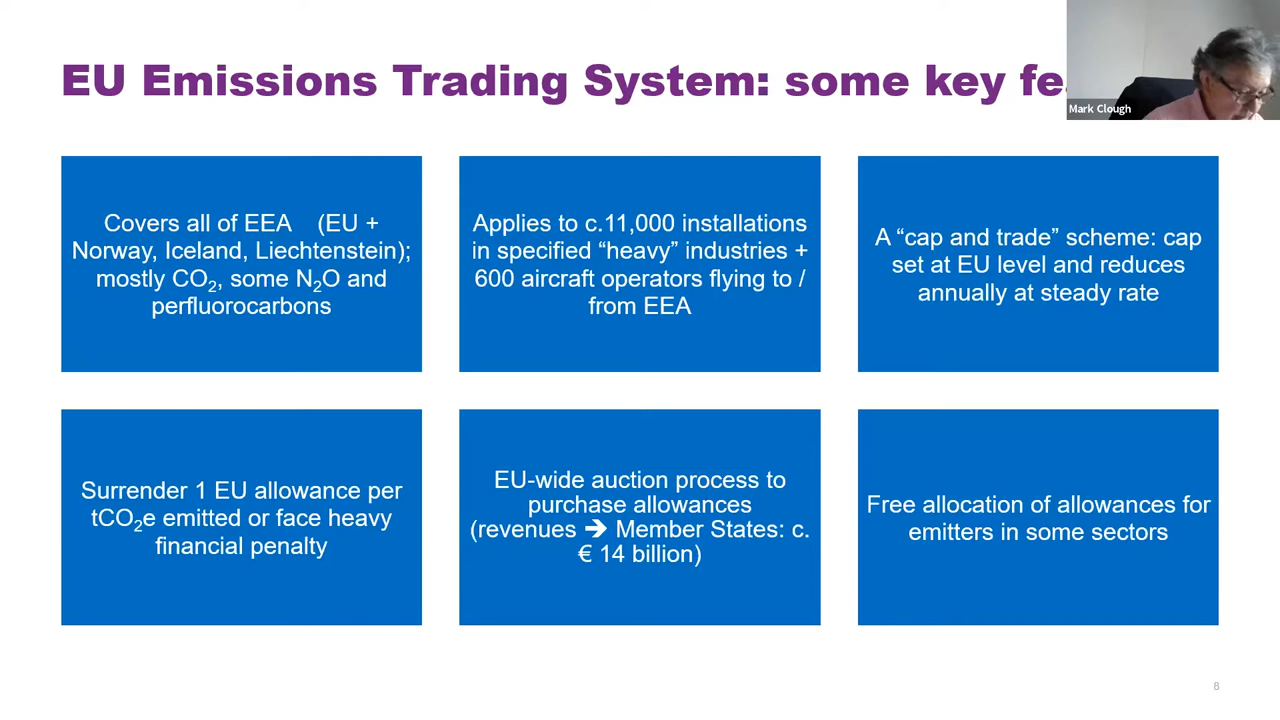 EU Emissions Trading System: some key
Mark Clough
Covers all of EEA (EU +
Norway, Iceland, Liechtenstein);
mostly CO₂, some N₂O and
perfluorocarbons
Applies to c.11,000 installations
in specified “heavy” industries +
600 aircraft operators flying to /
from EEA
A “cap and trade” scheme: cap
set at EU level and reduces
annually at steady rate
Surrender 1 EU allowance per
tCO₂e emitted or face heavy
financial penalty
EU-wide auction process to
purchase allowances
(revenues ➔ Member States: c.
€ 14 billion)
Free allocation of allowances for
emitters in some sectors
8